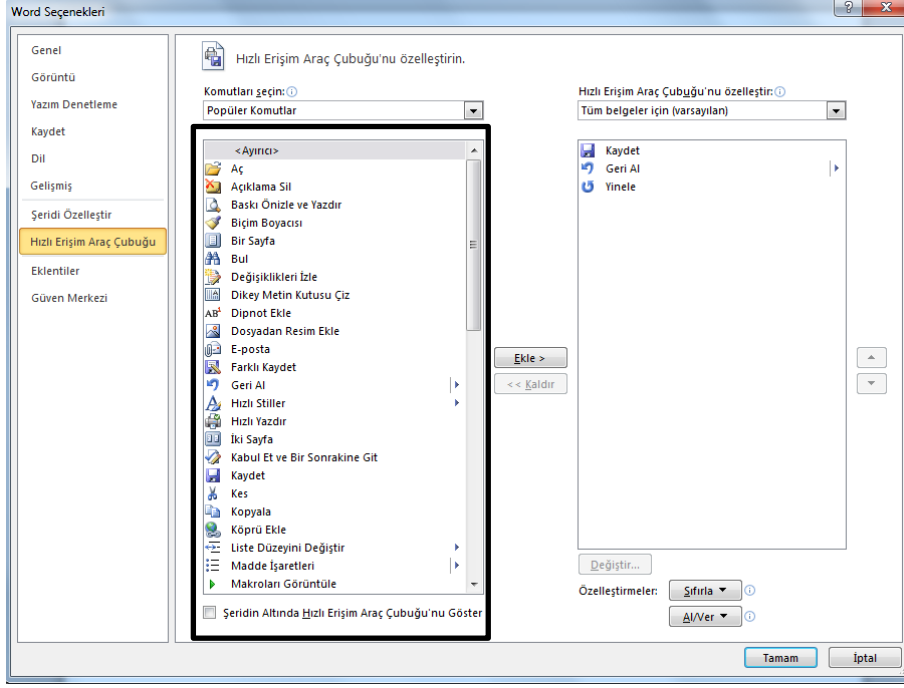 Word Seçenekleri
Genel
Görüntü
Yazım Denetleme
Kaydet
Dil
Gelişmiş
Şeridi Özelleştir
Hızlı Erişim Araç Çubuğu
Eklentiler
Güven Merkezi
Hızlı Erişim Araç Çubuğu'nu özelleştirin.
Komutları seçin:
Popüler Komutlar
<Ayırıcı>
Aç
Açıklama Sil
Baskı Önizle ve Yazdır
Biçim Boyacısı
Bir Sayfa
Bul
Değişiklikleri İzle
Dikey Metin Kutusu Çiz
AB¹ Dipnot Ekle
Dosyadan Resim Ekle
E-posta
Farklı Kaydet
Geri Al
Hızlı Stiller
Hızlı Yazdır
İki Sayfa
Kabul Et ve Bir Sonrakine Git
Kaydet
Kes
Kopyala
Köprü Ekle
Liste Düzeyini Değiştir
Madde İşaretleri
Makroları Görüntüle
Şeridin Altında Hızlı Erişim Araç Çubuğu'nu Göster
Ekle >
<< Kaldır
Hızlı Erişim Araç Çubuğu'nu özelleştir:
Tüm belgeler için (varsayılan)
Kaydet
Geri Al
Yinele
Değiştir...
Özelleştirmeler:
Sıfırla
Al/Ver
Tamam
İptal